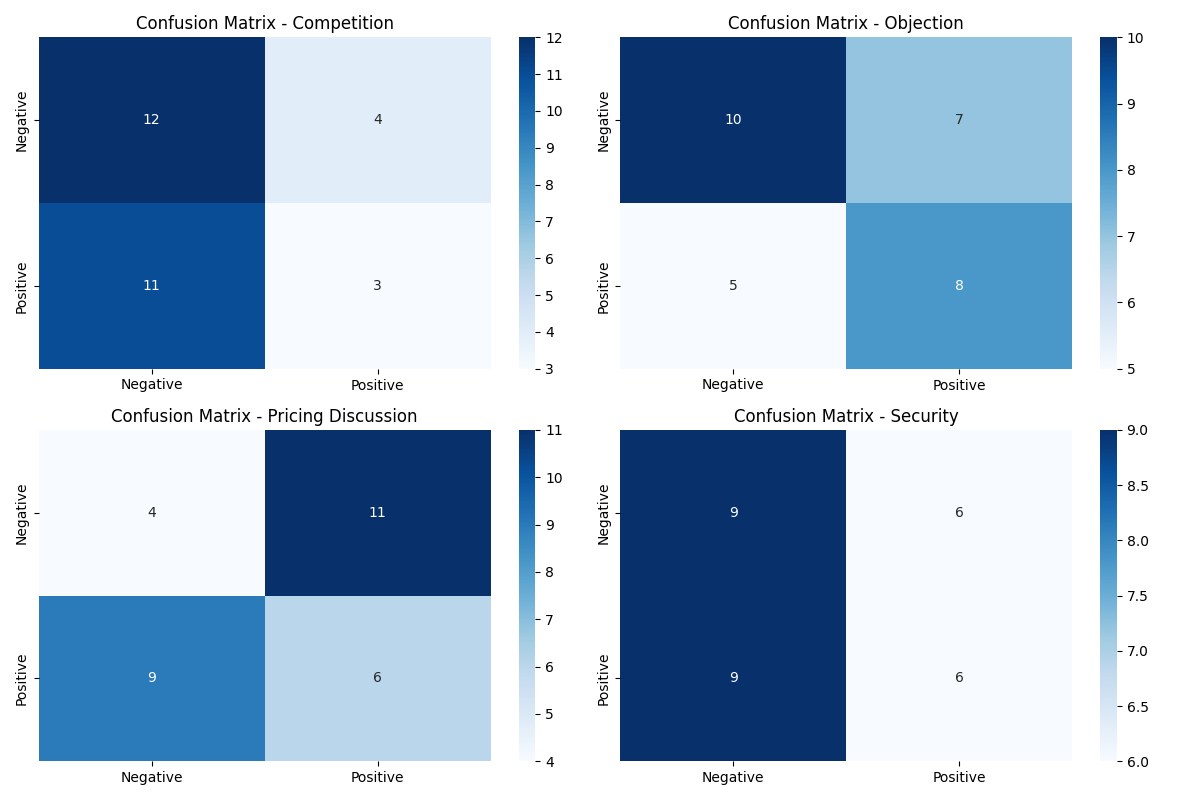 Confusion Matrix - Competition
Negative
12
4
Positive
11
3
Negative
Positive
12
11
10
9
8
7
6
5
4
3
Confusion Matrix - Objection
Negative
10
7
Positive
5
8
Negative
Positive
10
9
8
7
6
5
Confusion Matrix - Pricing Discussion
Negative
4
11
Positive
9
6
Negative
Positive
11
10
9
8
7
6
5
4
Confusion Matrix - Security
Negative
9
6
Positive
9
6
Negative
Positive
9.0
8.5
8.0
7.5
7.0
6.5
6.0